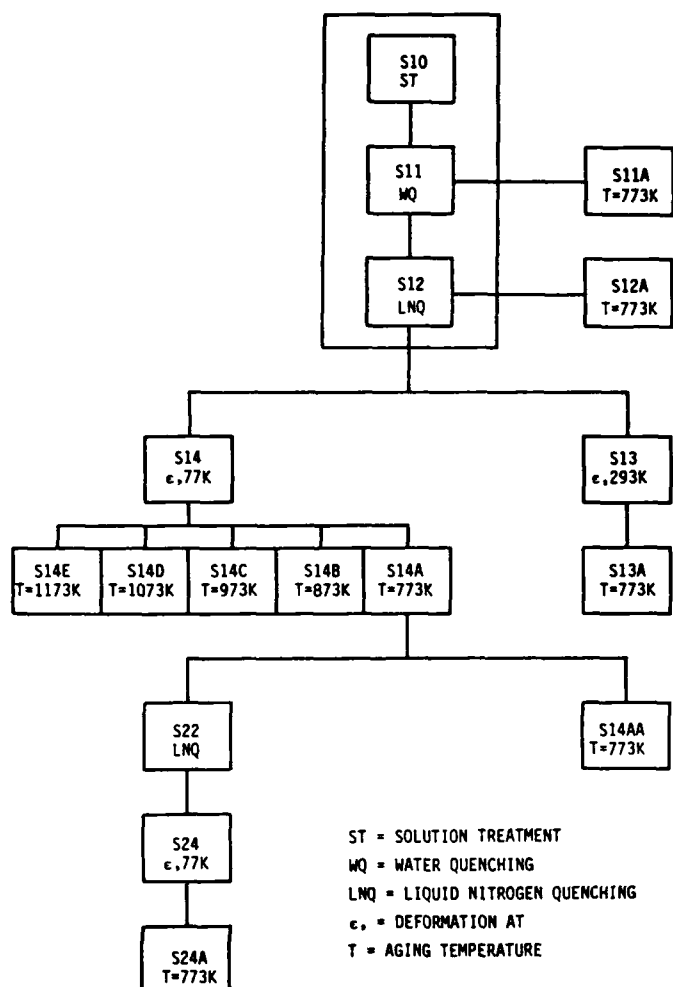 S10
ST
S11
WQ
S11A
T=773K
S12
LNQ
S12A
T=773K
S14
ε,77K
S13
ε,293K
S14E
T=1173K
S14D
T=1073K
S14C
T=973K
S14B
T=873K
S14A
T=773K
S13A
T=773K
S22
LNQ
S14AA
T=773K
S24
ε,77K
S24A
T=773K
ST = SOLUTION TREATMENT
WQ = WATER QUENCHING
LNQ = LIQUID NITROGEN QUENCHING
ε, = DEFORMATION AT
T = AGING TEMPERATURE